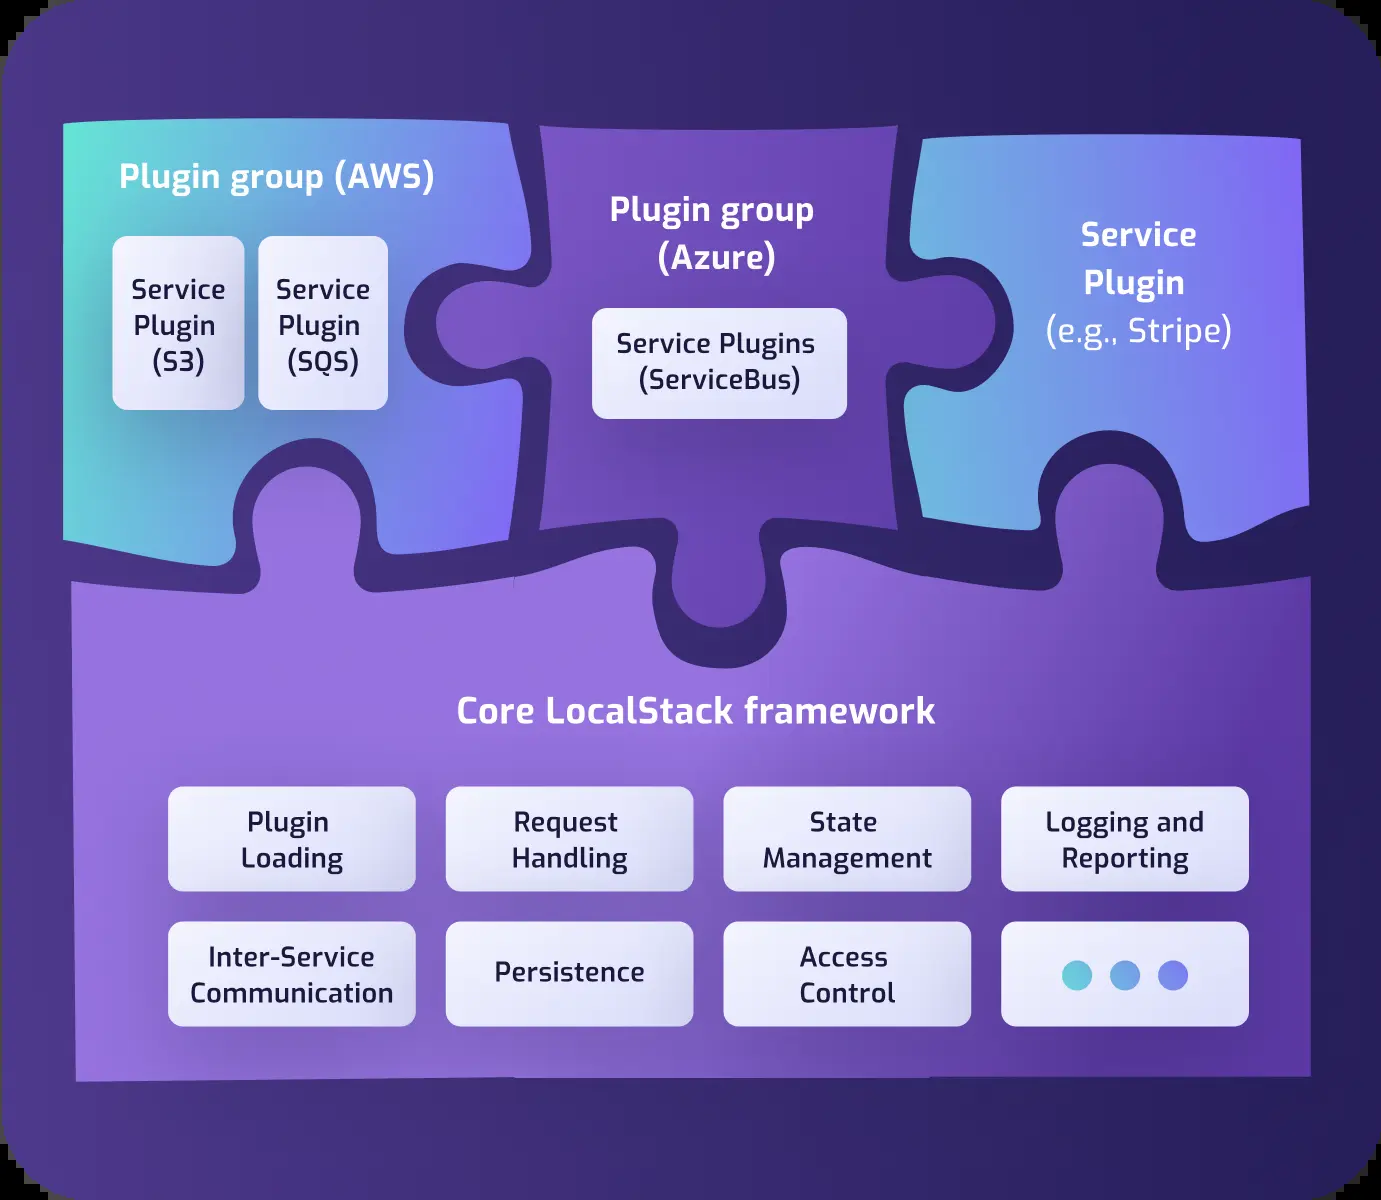 Plugin group (AWS)
Service
Plugin
(S3)
Service
Plugin
(SQS)
Plugin group
(Azure)
Service Plugins
(ServiceBus)
Service
Plugin
(e.g., Stripe)
Core LocalStack framework
Plugin
Loading
Request
Handling
State
Management
Logging and
Reporting
Inter-Service
Communication
Persistence
Access
Control